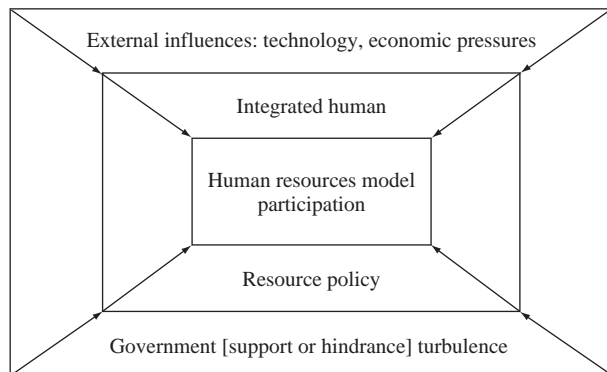 External influences: technology, economic pressures
Integrated human
Human resources model
participation
Resource policy
Government [support or hindrance] turbulence